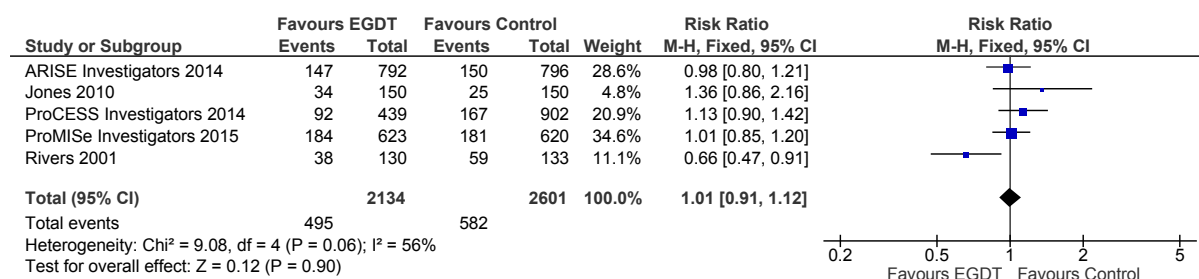 Favours EGDT Favours Control Risk Ratio Risk Ratio
Study or Subgroup Events Total Events Total Weight M-H, Fixed, 95% CI M-H, Fixed, 95% CI
ARISE Investigators 2014 147 792 150 796 28.6% 0.98 [0.80, 1.21]
Jones 2010 34 150 25 150 4.8% 1.36 [0.86, 2.16]
ProCESS Investigators 2014 92 439 167 902 20.9% 1.13 [0.90, 1.42]
ProMISe Investigators 2015 184 623 181 620 34.6% 1.01 [0.85, 1.20]
Rivers 2001 38 130 59 133 11.1% 0.66 [0.47, 0.91]
Total (95% CI) 2134 2601 100.0% 1.01 [0.91, 1.12]
Total events 495 582
Heterogeneity: Chi² = 9.08, df = 4 (P = 0.06); I² = 56%
Test for overall effect: Z = 0.12 (P = 0.90)
0.2 0.5 1 2 5
Favours EGDT Favours Control